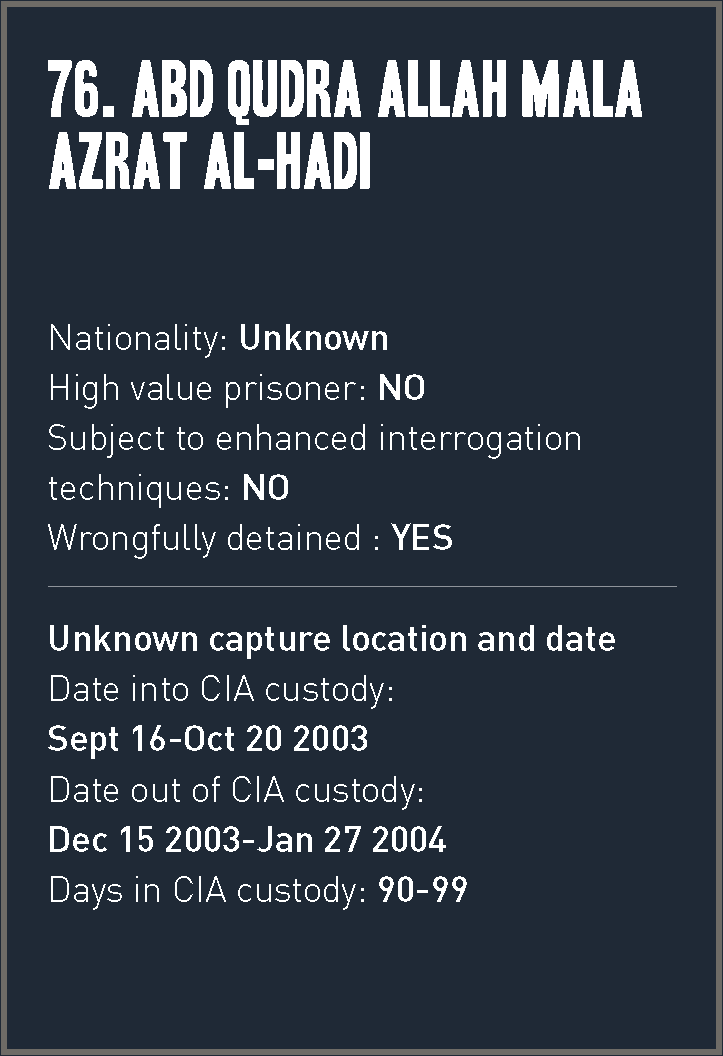 76. ABD QUDRA ALLAH MALA
AZRAT AL-HADI
Nationality: Unknown
High value prisoner: NO
Subject to enhanced interrogation
techniques: NO
Wrongfully detained : YES
Unknown capture location and date
Date into CIA custody:
Sept 16-Oct 20 2003
Date out of CIA custody:
Dec 15 2003-Jan 27 2004
Days in CIA custody: 90-99